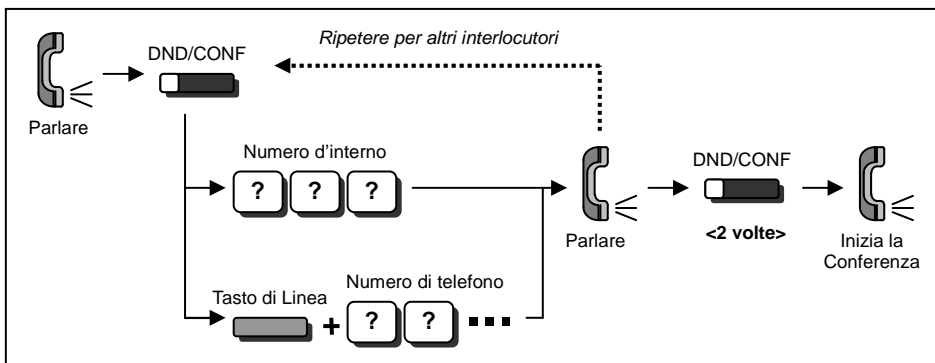 Ripetere per altri interlocutori
DND/CONF
Parlare
Numero d'interno
? ? ?
Tasto di Linea
+
Numero di telefono
? ?
Parlare
DND/CONF
<2 volte>
Inizia la
Conferenza